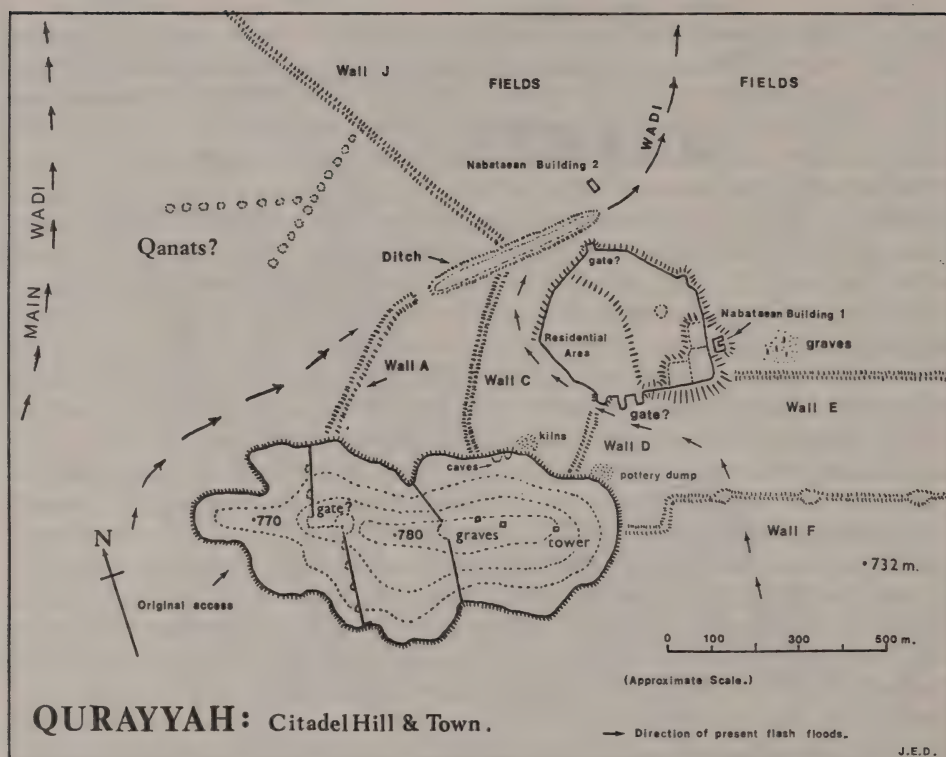 Wall J
FIELDS
FIELDS
WADI
MAIN WADI
Nabataean Building 2
Qanats?
Ditch
gate?
Nabataean Building 1
graves
Residential
Area
Wall A
Wall C
Wall E
gate?
kilns
Wall D
caves
pottery dump
•770
gate?
•780
graves
tower
Wall F
N
•732 m.
Original access
0 100 300 500 m.
(Approximate Scale.)
QURAYYAH: Citadel Hill & Town.
Direction of present flash floods.
J.E.D.